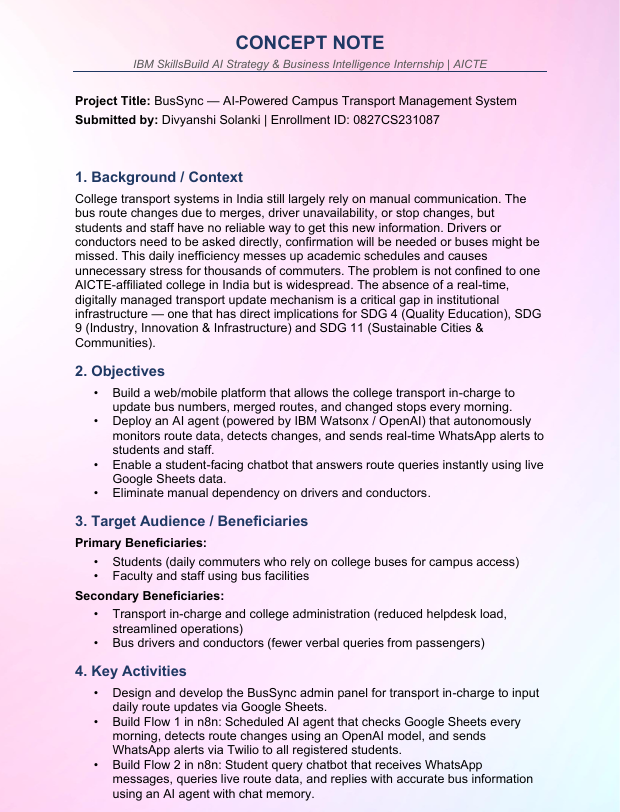 CONCEPT NOTE
IBM SkillsBuild AI Strategy & Business Intelligence Internship | AICTE
Project Title: BusSync — AI-Powered Campus Transport Management System
Submitted by: Divyanshi Solanki | Enrollment ID: 0827CS231087
1. Background / Context
College transport systems in India still largely rely on manual communication. The
bus route changes due to merges, driver unavailability, or stop changes, but
students and staff have no reliable way to get this new information. Drivers or
conductors need to be asked directly, confirmation will be needed or buses might be
missed. This daily inefficiency messes up academic schedules and causes
unnecessary stress for thousands of commuters. The problem is not confined to one
AICTE-affiliated college in India but is widespread. The absence of a real-time,
digitally managed transport update mechanism is a critical gap in institutional
infrastructure — one that has direct implications for SDG 4 (Quality Education), SDG
9 (Industry, Innovation & Infrastructure) and SDG 11 (Sustainable Cities &
Communities).
2. Objectives
• Build a web/mobile platform that allows the college transport in-charge to
update bus numbers, merged routes, and changed stops every morning.
• Deploy an AI agent (powered by IBM Watsonx / OpenAI) that autonomously
monitors route data, detects changes, and sends real-time WhatsApp alerts to
students and staff.
• Enable a student-facing chatbot that answers route queries instantly using live
Google Sheets data.
• Eliminate manual dependency on drivers and conductors.
3. Target Audience / Beneficiaries
Primary Beneficiaries:
• Students (daily commuters who rely on college buses for campus access)
• Faculty and staff using bus facilities
Secondary Beneficiaries:
• Transport in-charge and college administration (reduced helpdesk load,
streamlined operations)
• Bus drivers and conductors (fewer verbal queries from passengers)
4. Key Activities
• Design and develop the BusSync admin panel for transport in-charge to input
daily route updates via Google Sheets.
• Build Flow 1 in n8n: Scheduled AI agent that checks Google Sheets every
morning, detects route changes using an OpenAI model, and sends
WhatsApp alerts via Twilio to all registered students.
• Build Flow 2 in n8n: Student query chatbot that receives WhatsApp
messages, queries live route data, and replies with accurate bus information
using an AI agent with chat memory.